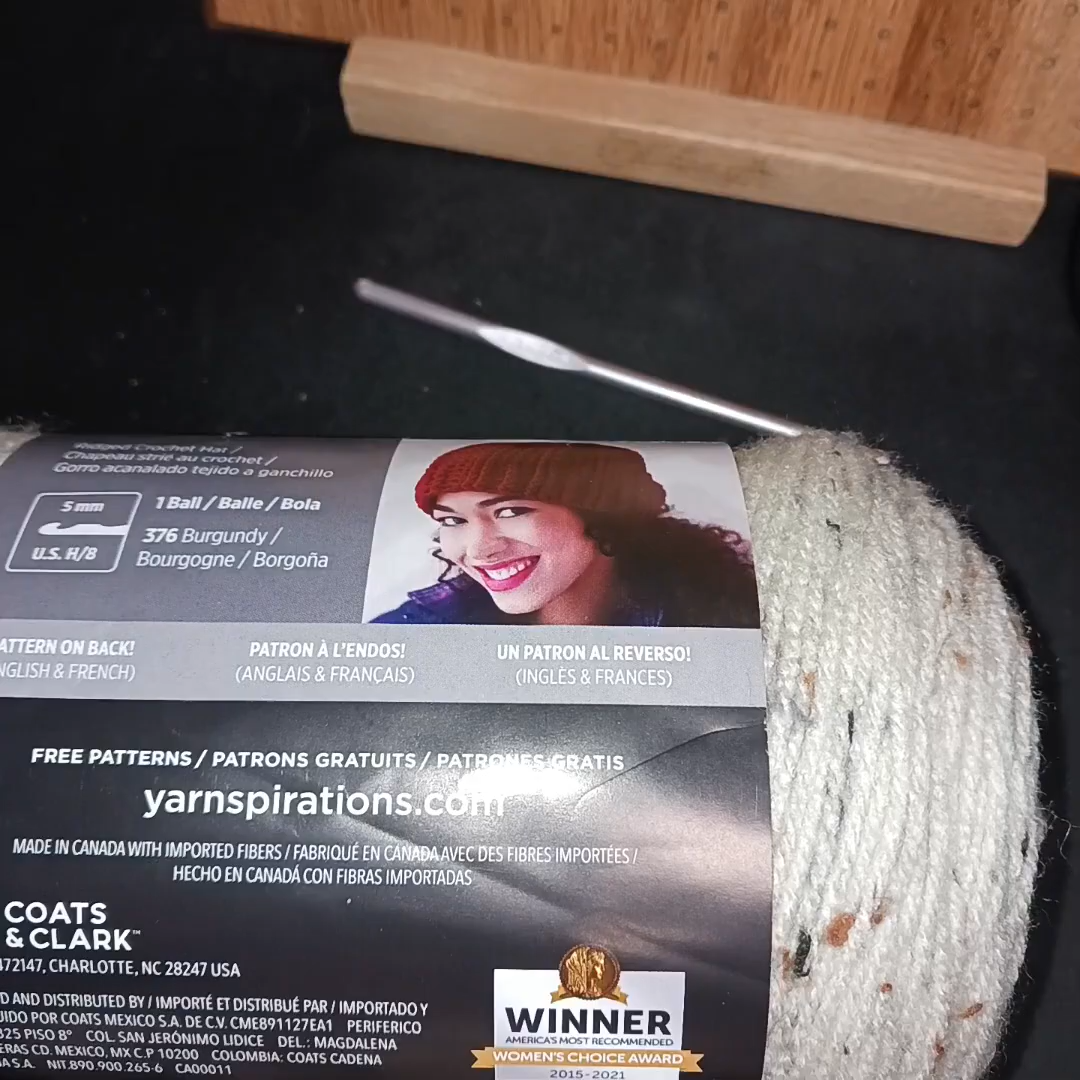 Ridged Crochet Hat /
Chapeau strié au crochet /
Gorro acanalado tejido a ganchillo
5 mm
U.S. H/8
1 Ball / Balle / Bola
376 Burgundy /
Bourgogne / Borgoña
ATTERN ON BACK!
NGLISH & FRENCH)
PATRON À L'ENDOS!
(ANGLAIS & FRANÇAIS)
UN PATRON AL REVERSO!
(INGLÈS & FRANCES)
FREE PATTERNS / PATRONS GRATUITS / PATRONES GRATIS
yarnspirations.com
MADE IN CANADA WITH IMPORTED FIBERS / FABRIQUÉ EN CANADA AVEC DES FIBRES IMPORTÉES /
HECHO EN CANADÁ CON FIBRAS IMPORTADAS
COATS
& CLARK™
472147, CHARLOTTE, NC 28247 USA
D AND DISTRIBUTED BY / IMPORTÉ ET DISTRIBUÉ PAR / IMPORTADO Y
UIDO POR COATS MEXICO S.A. DE C.V. CME891127EA1 PERIFERICO
325 PISO 8° COL. SAN JERÓNIMO LIDICE DEL.: MAGDALENA
ERAS CD. MEXICO, MX C.P 10200 COLOMBIA: COATS CADENA
A S.A. NIT.890.900.265-6 CA00011
WINNER
AMERICA'S MOST RECOMMENDED
WOMEN'S CHOICE AWARD
2015-2021